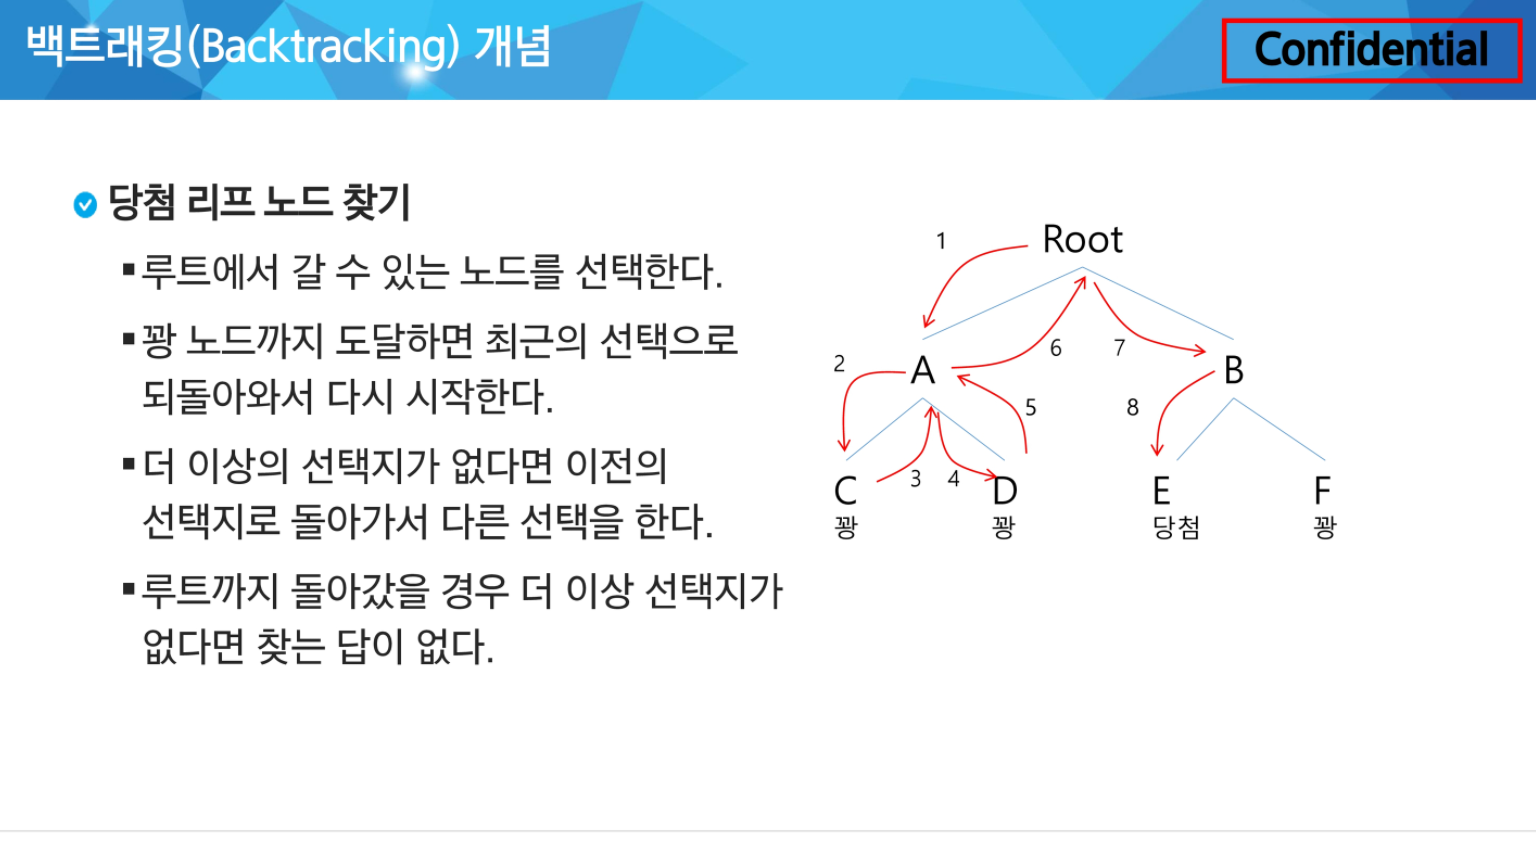 백트래킹(Backtracking) 개념
Confidential
당첨 리프 노드 찾기
▪루트에서 갈 수 있는 노드를 선택한다.
▪꽝 노드까지 도달하면 최근의 선택으로
되돌아와서 다시 시작한다.
▪더 이상의 선택지가 없다면 이전의
선택지로 돌아가서 다른 선택을 한다.
▪루트까지 돌아갔을 경우 더 이상 선택지가
없다면 찾는 답이 없다.
1 Root
6 7
2 A B
5 8
3 4
C D E F
꽝 꽝 당첨 꽝